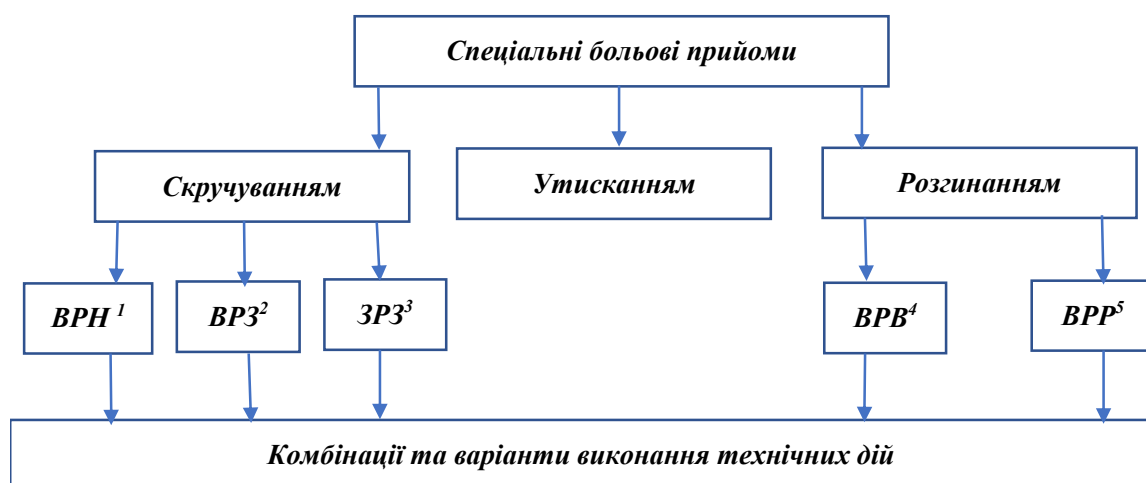 Спеціальні больові прийоми
Скручуванням
Утисканням
Розгинанням
ВРН ¹
ВРЗ²
ЗРЗ³
ВРВ⁴
ВРР⁵
Комбінації та варіанти виконання технічних дій